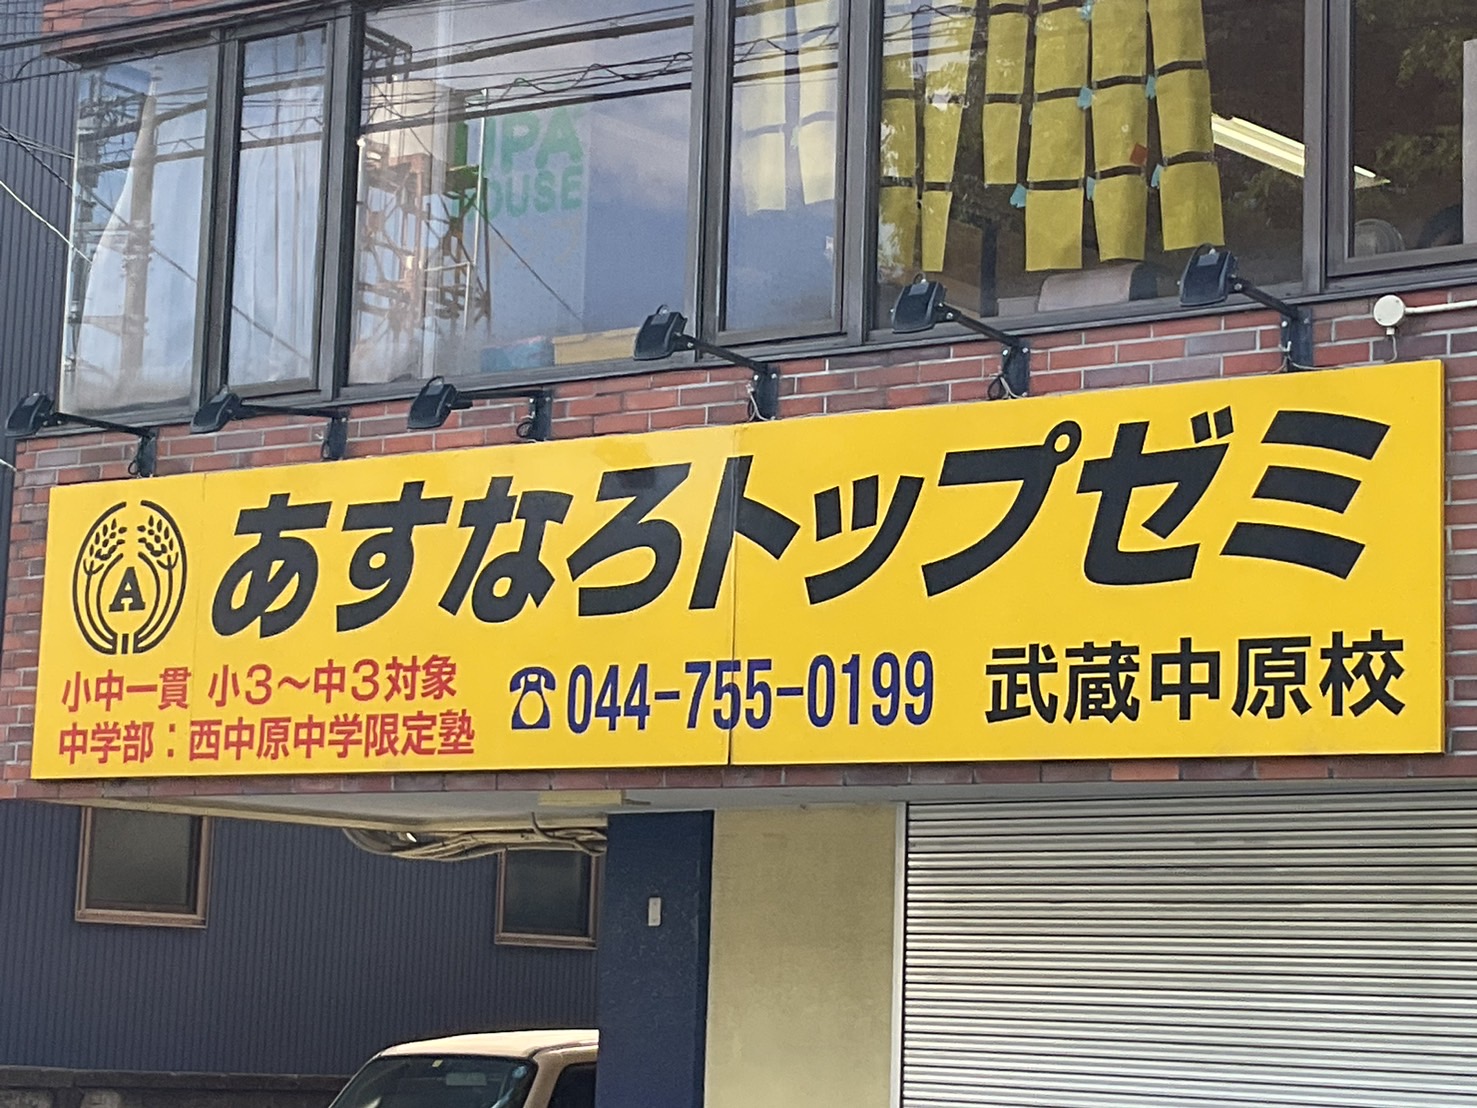 OPA
HOUSE
あすなろトップゼミ
A
小中一貫 小3～中3対象
中学部：西中原中学限定塾
☎044-755-0199
武蔵中原校